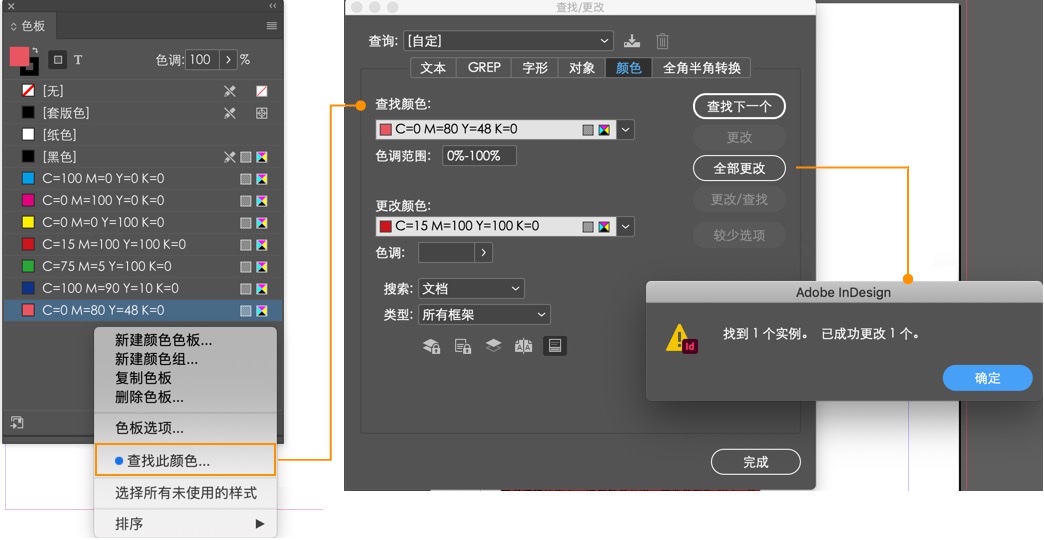 色板
T
色调: 100 %
[无]
[套版色]
[纸色]
[黑色]
C=100 M=0 Y=0 K=0
C=0 M=100 Y=0 K=0
C=0 M=0 Y=100 K=0
C=15 M=100 Y=100 K=0
C=75 M=5 Y=100 K=0
C=100 M=90 Y=10 K=0
C=0 M=80 Y=48 K=0
新建颜色色板...
新建颜色组...
复制色板
删除色板...
色板选项...
查找此颜色...
选择所有未使用的样式
排序
查找/更改
查询: [自定]
文本 GREP 字形 对象 颜色 全角半角转换
查找颜色:
C=0 M=80 Y=48 K=0
色调范围: 0%-100%
更改颜色:
C=15 M=100 Y=100 K=0
色调:
搜索: 文档
类型: 所有框架
查找下一个
更改
全部更改
更改/查找
较少选项
完成
Adobe InDesign
Id
找到 1 个实例。 已成功更改 1 个。
确定